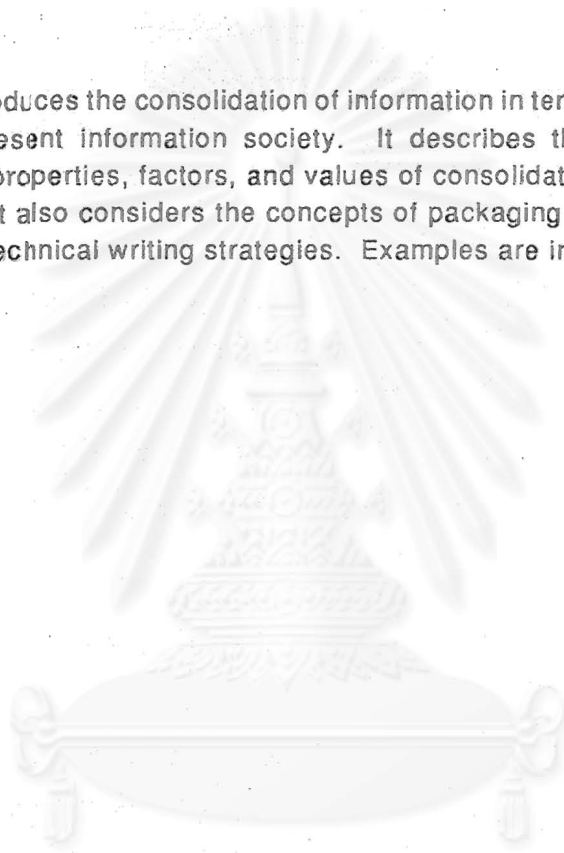 oduces the consolidation of information in ter
esent information society. It describes th
properties, factors, and values of consolidat
t also considers the concepts of packaging
echnical writing strategies. Examples are in